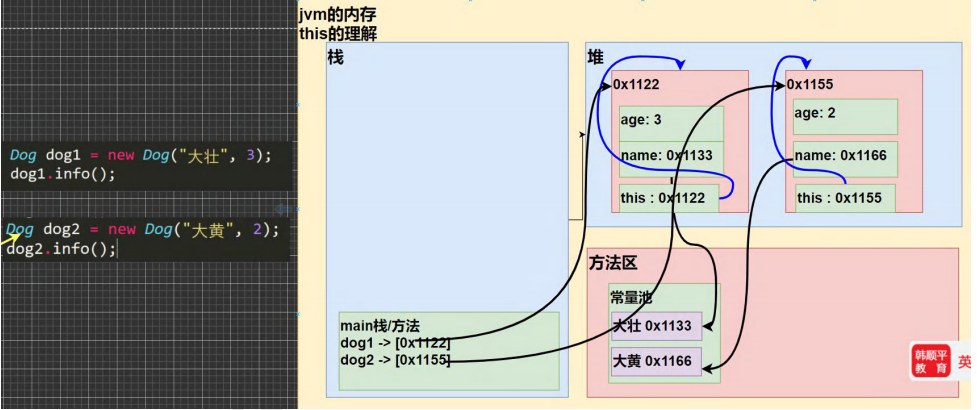 Dog dog1 = new Dog("大壮", 3);
dog1.info();
Dog dog2 = new Dog("大黄", 2);
dog2.info();
jvm的内存
this的理解
栈
main栈/方法
dog1 -> [0x1122]
dog2 -> [0x1155]
堆
0x1122
age: 3
name: 0x1133
this : 0x1122
0x1155
age: 2
name: 0x1166
this : 0x1155
方法区
常量池
大壮 0x1133
大黄 0x1166
韩顺平
教 育
英